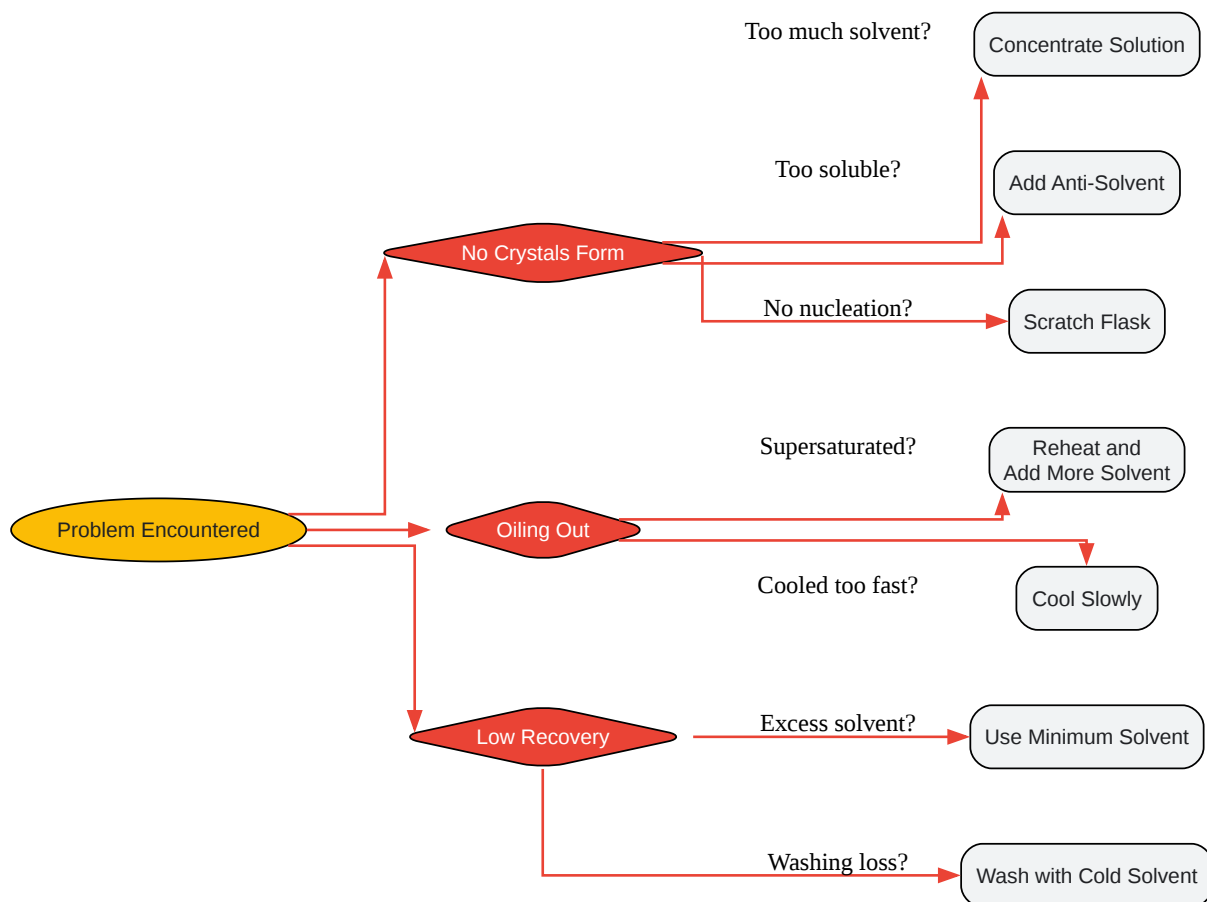 Too much solvent?
Concentrate Solution
Too soluble?
Add Anti-Solvent
No Crystals Form
No nucleation?
Scratch Flask
Supersaturated?
Reheat and
Add More Solvent
Problem Encountered
Oiling Out
Cooled too fast?
Cool Slowly
Low Recovery
Excess solvent?
Use Minimum Solvent
Washing loss?
Wash with Cold Solvent